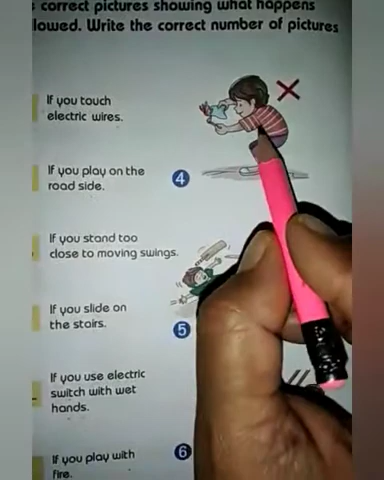 correct pictures showing what happens
lowed. Write the correct number of pictures
If you touch
electric wires.
If you play on the
road side.
4
If you stand too
close to moving swings.
If you slide on
the stairs.
5
If you use electric
switch with wet
hands.
If you play with
fire.
6